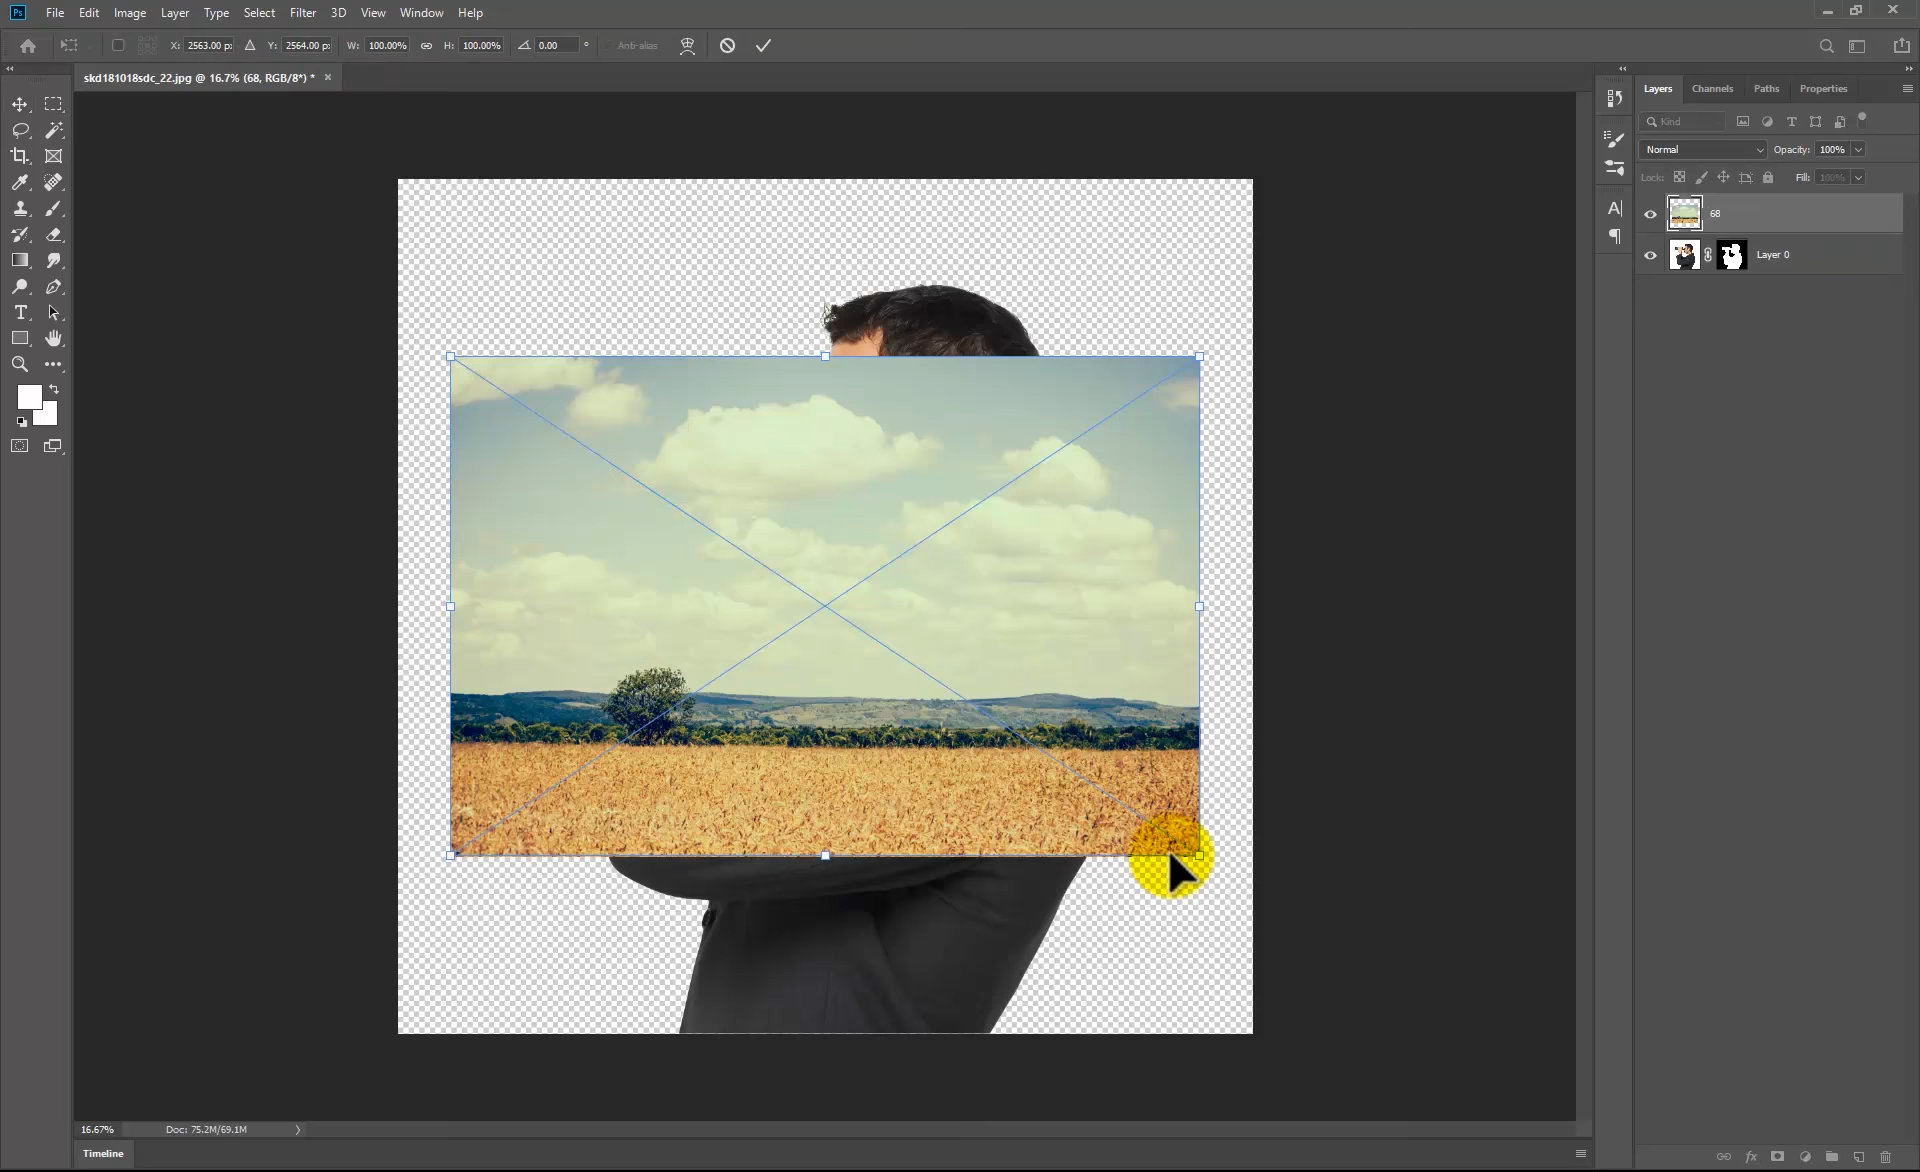 Ps File Edit Image Layer Type Select Filter 3D View Window Help
X: 2563.00 p: Y: 2564.00 p: W: 100.00% H: 100.00% 0.00 ° Anti-alias
skd181018sdc_22.jpg @ 16.7% (68, RGB/8*) * ×
Layers Channels Paths Properties
Kind
Normal Opacity: 100%
Lock: Fill: 100%
68
Layer 0
16.67% Doc: 75.2M/69.1M
Timeline